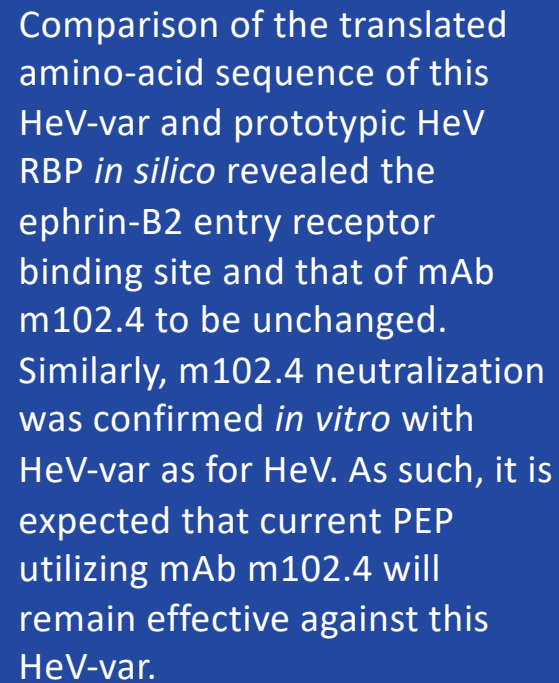 Comparison of the translated
amino-acid sequence of this
HeV-var and prototypic HeV
RBP in silico revealed the
ephrin-B2 entry receptor
binding site and that of mAb
m102.4 to be unchanged.
Similarly, m102.4 neutralization
was confirmed in vitro with
HeV-var as for HeV. As such, it is
expected that current PEP
utilizing mAb m102.4 will
remain effective against this
HeV-var.